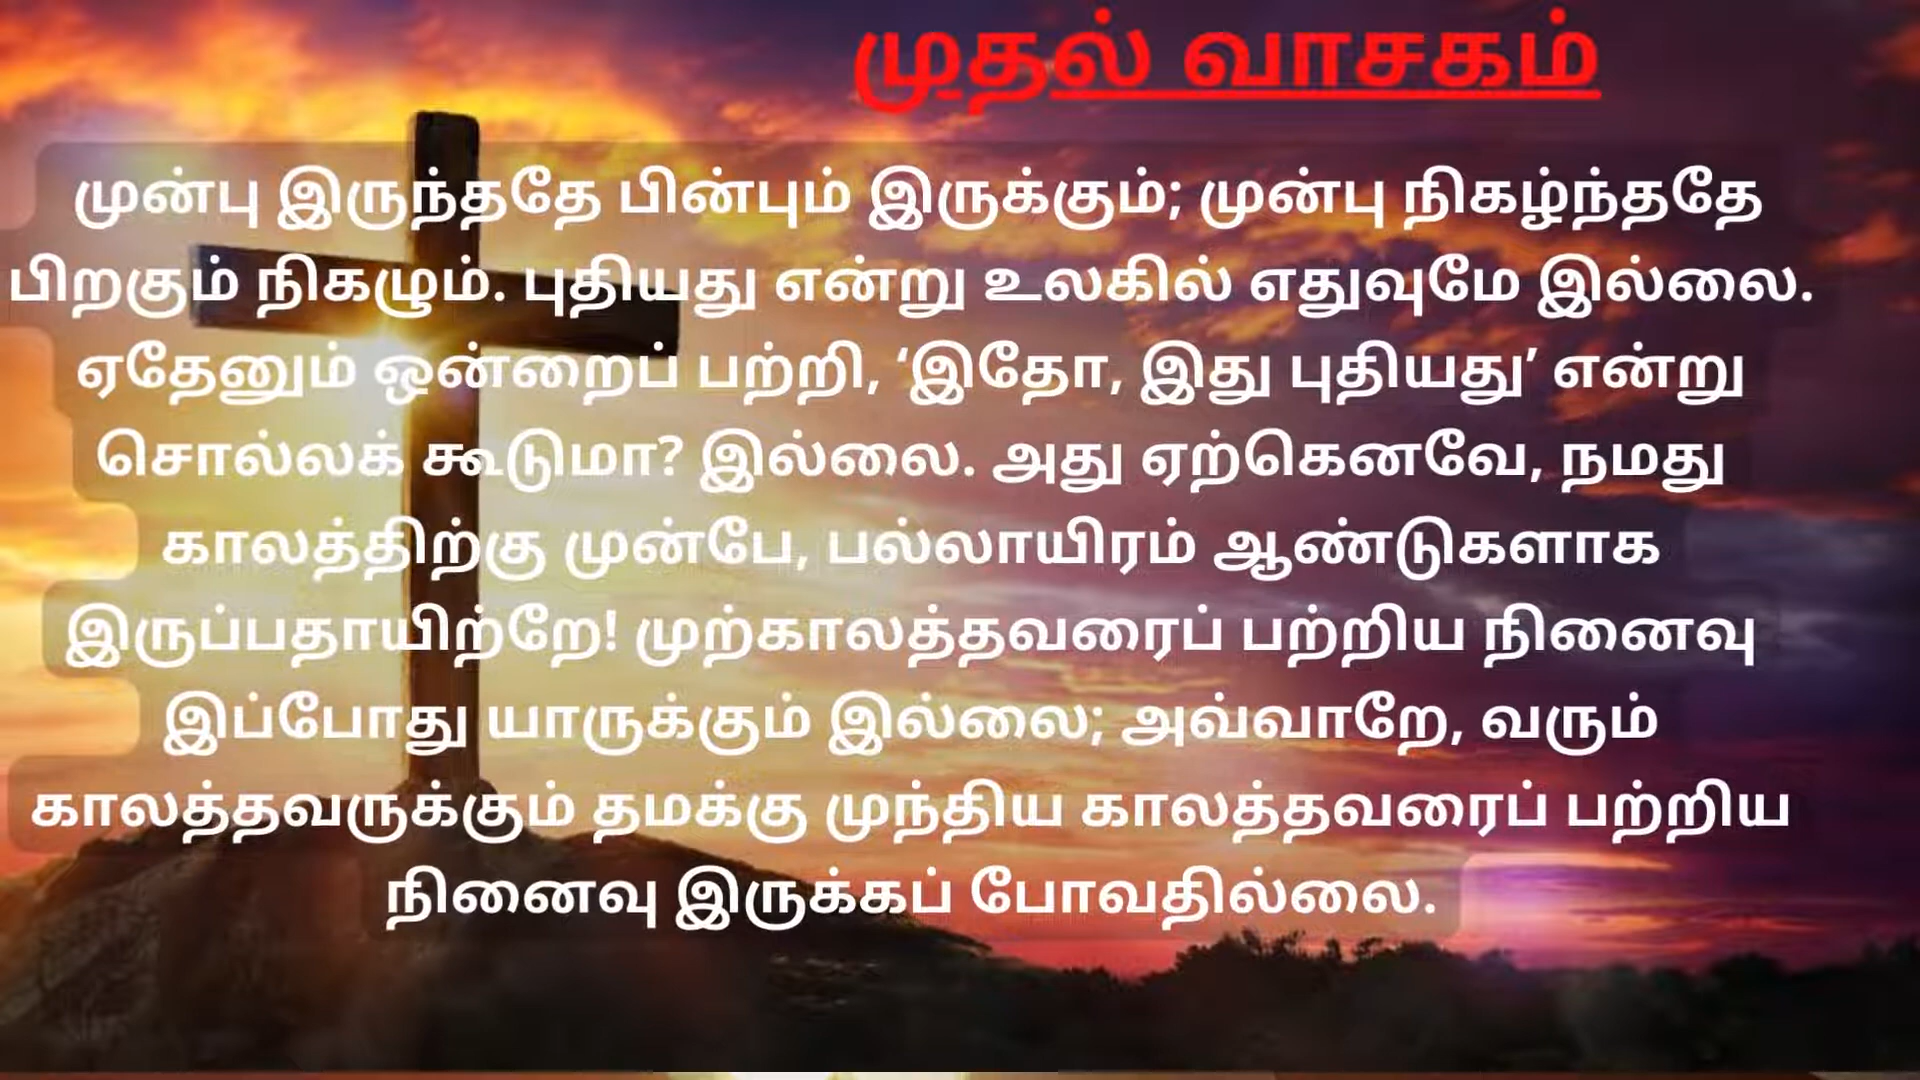 முதல் வாசகம்
முன்பு இருந்ததே பின்பும் இருக்கும்; முன்பு நிகழ்ந்ததே
பிறகும் நிகழும். புதியது என்று உலகில் எதுவுமே இல்லை.
ஏதேனும் ஒன்றைப் பற்றி, ‘இதோ, இது புதியது’ என்று
சொல்லக் கூடுமா? இல்லை. அது ஏற்கெனவே, நமது
காலத்திற்கு முன்பே, பல்லாயிரம் ஆண்டுகளாக
இருப்பதாயிற்றே! முற்காலத்தவரைப் பற்றிய நினைவு
இப்போது யாருக்கும் இல்லை; அவ்வாறே, வரும்
காலத்தவருக்கும் தமக்கு முந்திய காலத்தவரைப் பற்றிய
நினைவு இருக்கப் போவதில்லை.